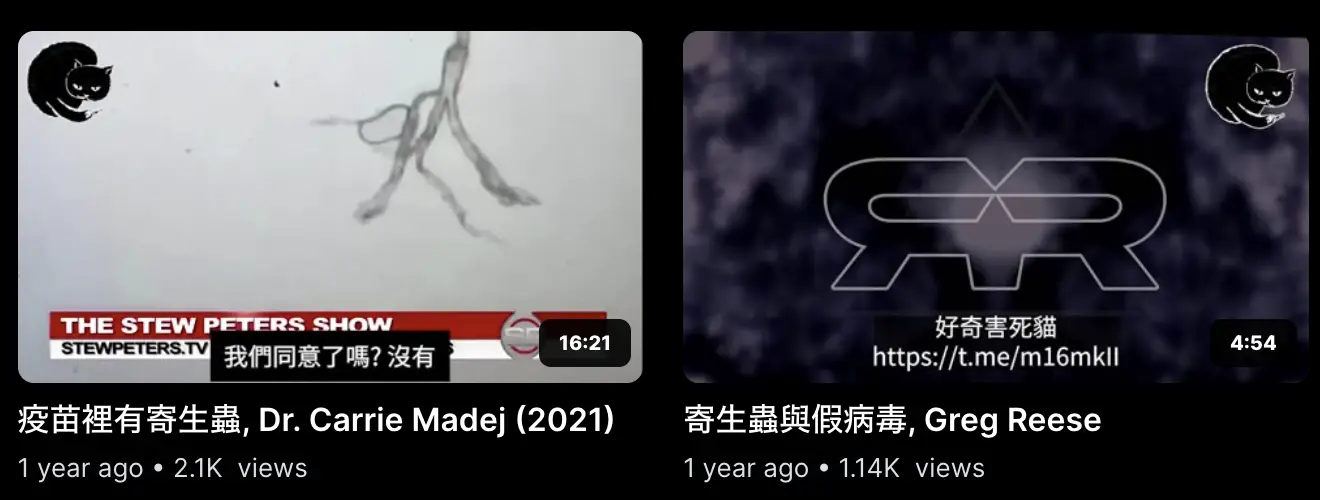 THE STEW PETERS SHOW
STEWPETERS.TV
我們同意了嗎? 沒有
16:21
疫苗裡有寄生蟲, Dr. Carrie Madej (2021)
1 year ago • 2.1K views
好奇害死貓
https://t.me/m16mkII
4:54
寄生蟲與假病毒, Greg Reese
1 year ago • 1.14K views